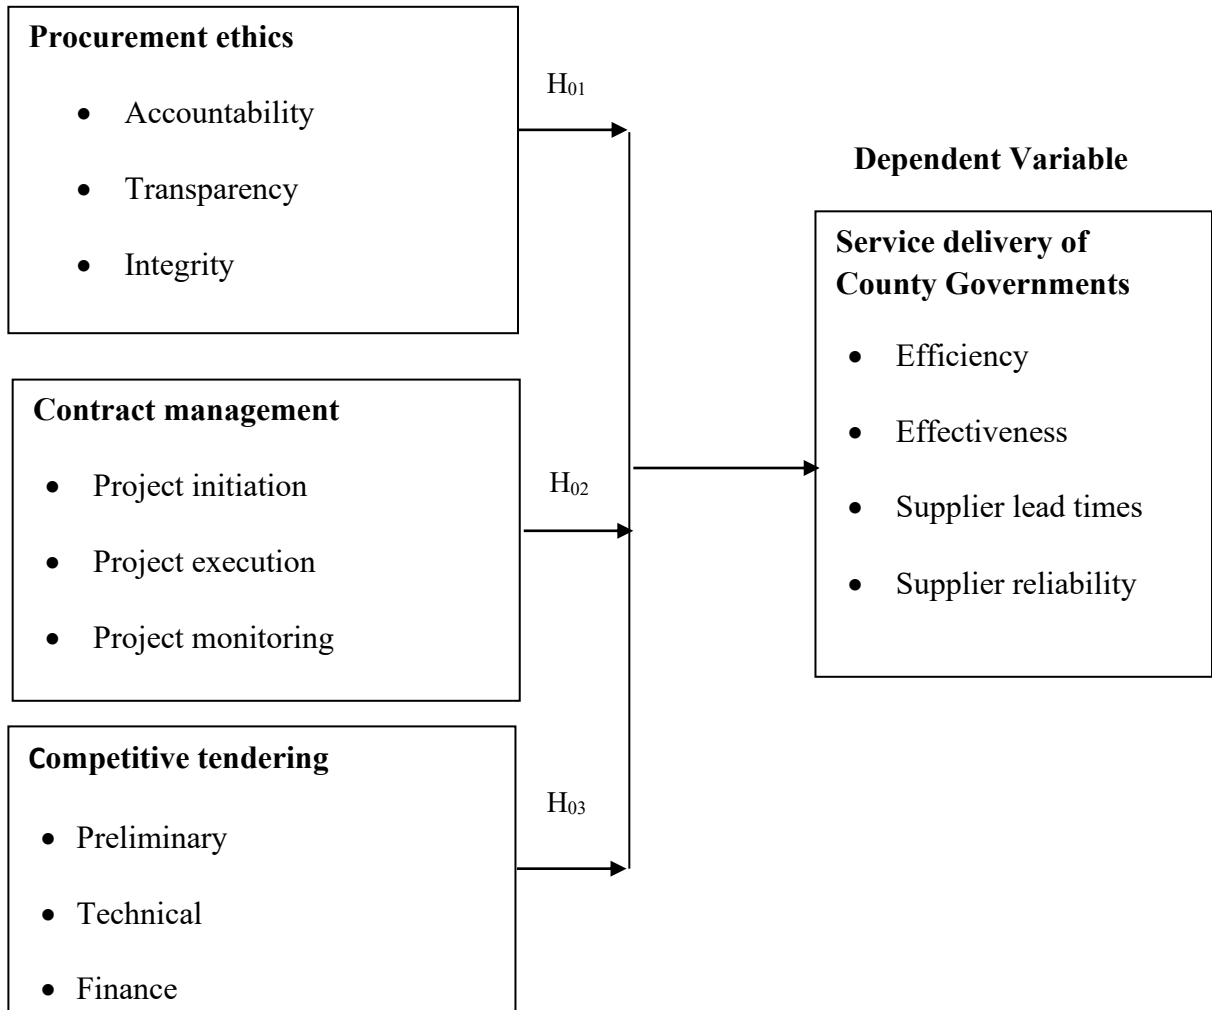 Procurement ethics
• Accountability
• Transparency
• Integrity
H01
Contract management
• Project initiation
• Project execution
• Project monitoring
H02
Competitive tendering
• Preliminary
• Technical
• Finance
H03
Dependent Variable
Service delivery of
County Governments
• Efficiency
• Effectiveness
• Supplier lead times
• Supplier reliability